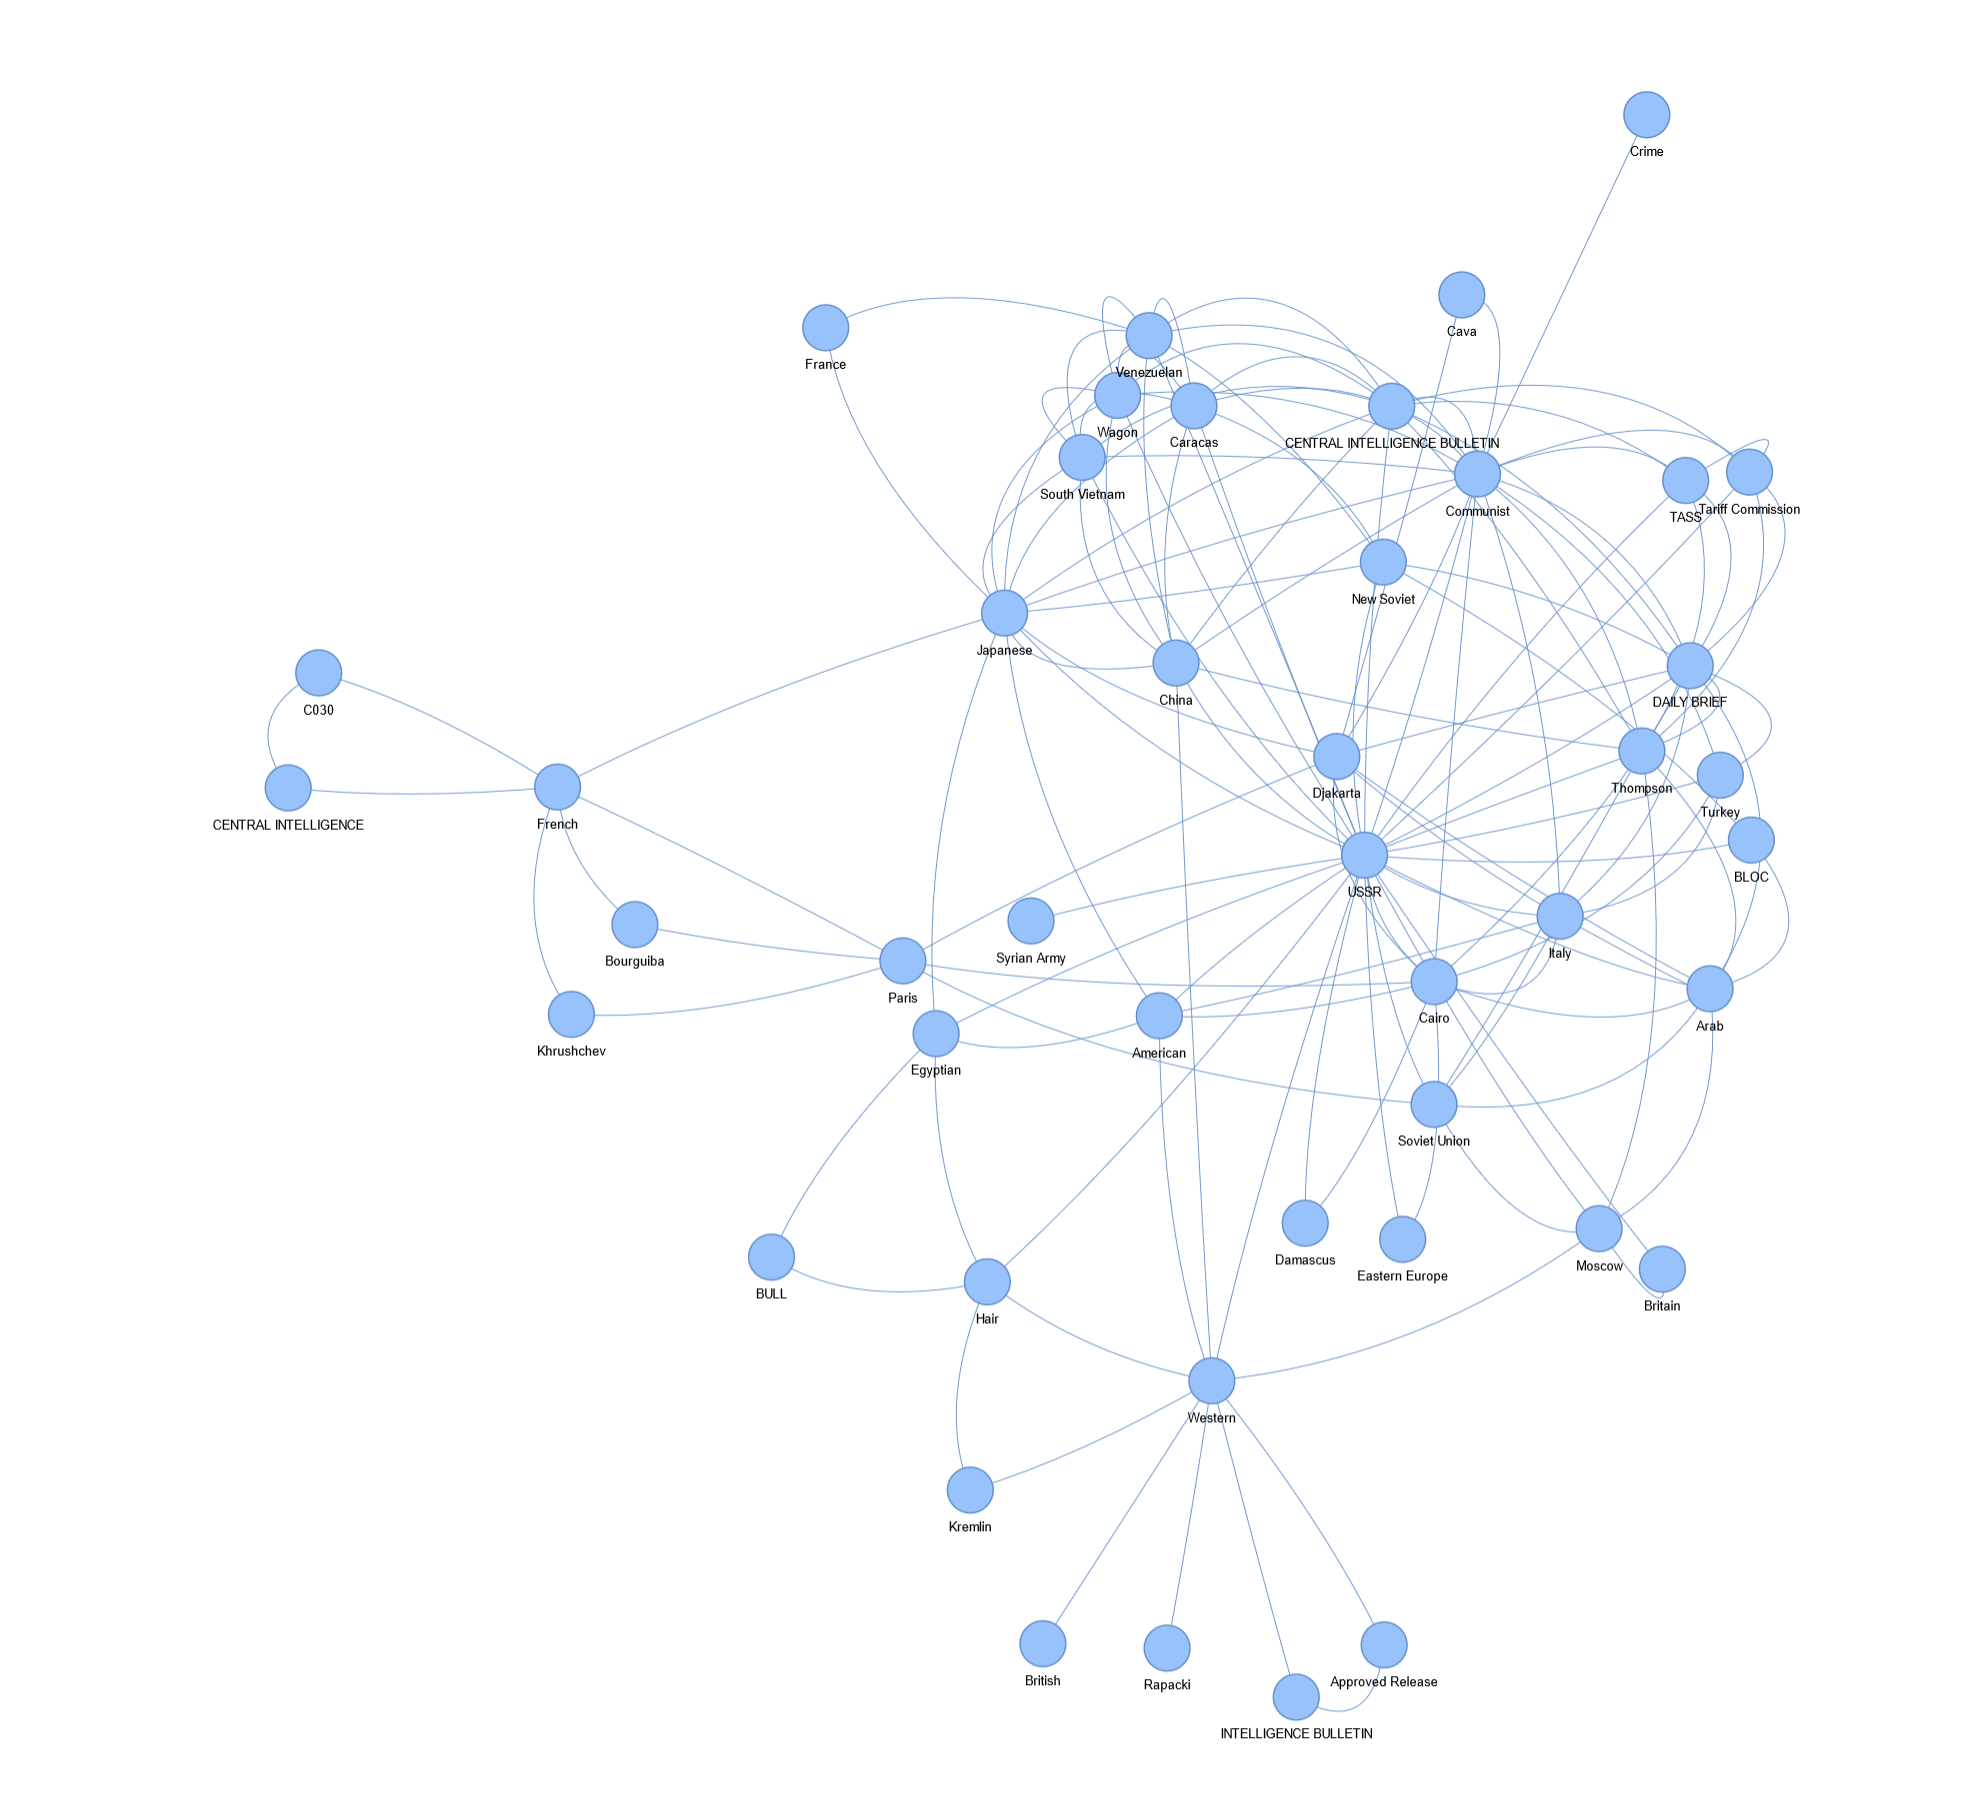 Crime
Cava
France
Venezuelan
Wagon
Caracas
CENTRAL INTELLIGENCE BULLETIN
South Vietnam
Communist
TASS
Tariff Commission
New Soviet
Japanese
China
DAILY BRIEF
C030
Djakarta
Thompson
Turkey
CENTRAL INTELLIGENCE
French
USSR
BLOC
Bourguiba
Syrian Army
Italy
Paris
Cairo
Arab
Khrushchev
Egyptian
American
Soviet Union
Damascus
Eastern Europe
Moscow
BULL
Britain
Hair
Western
Kremlin
British
Rapacki
Approved Release
INTELLIGENCE BULLETIN